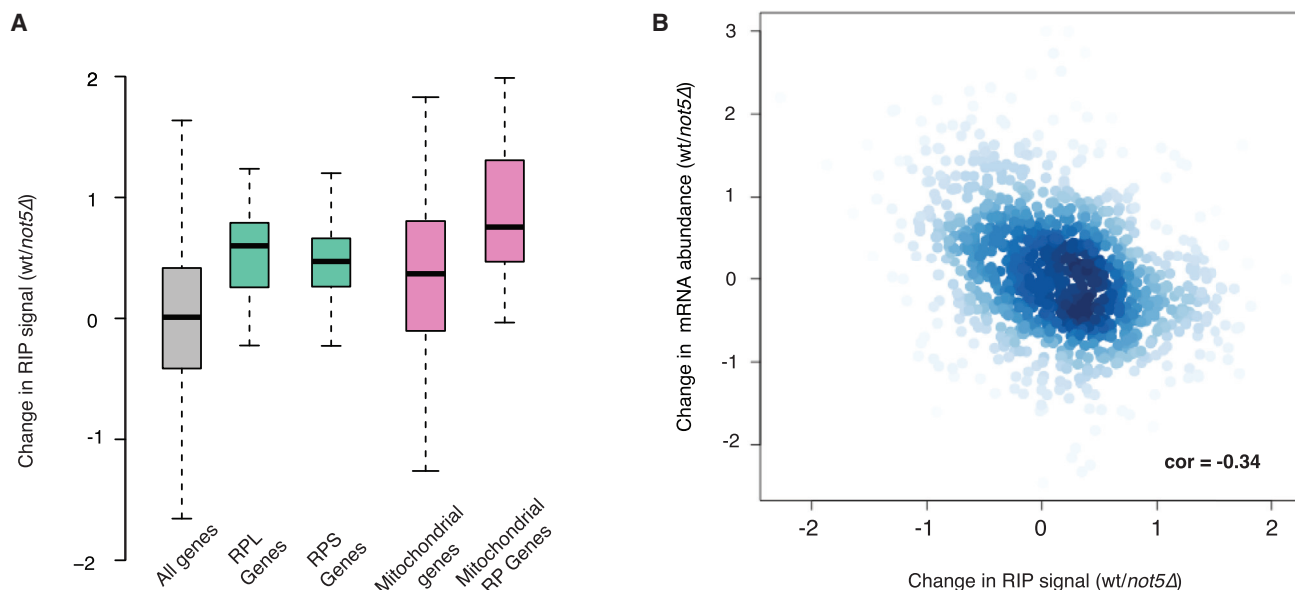 A
Change in RIP signal (wt/not5Δ)
2
1
0
-1
−2
All genes
RPL
Genes
RPS
Genes
Mitochondrial
genes
Mitochondrial
RP Genes
B
Change in mRNA abundance (wt/not5Δ)
3
2
1
0
-1
-2
cor = -0.34
-2
-1
0
1
2
Change in RIP signal (wt/not5Δ)